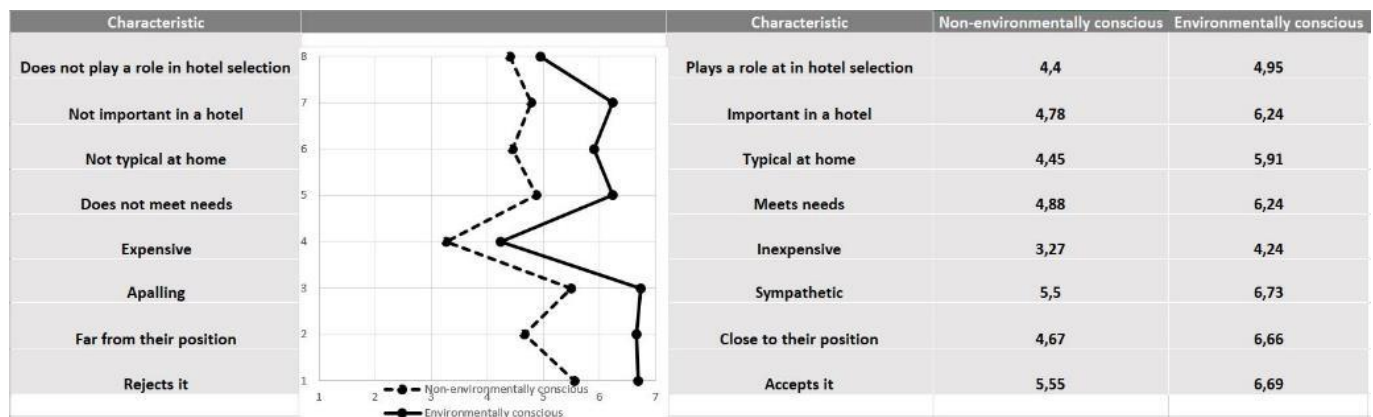 Characteristic Characteristic Non-environmentally conscious Environmentally conscious
8
Does not play a role in hotel selection Plays a role at in hotel selection 4,4 4,95
7
Not important in a hotel Important in a hotel 4,78 6,24
6
Not typical at home Typical at home 4,45 5,91
5
Does not meet needs Meets needs 4,88 6,24
4
Expensive Inexpensive 3,27 4,24
3
Apalling Sympathetic 5,5 6,73
2
Far from their position Close to their position 4,67 6,66
1
Rejects it Accepts it 5,55 6,69
Non-environmentally conscious
1 2 3 4 5 6 7
Environmentally conscious